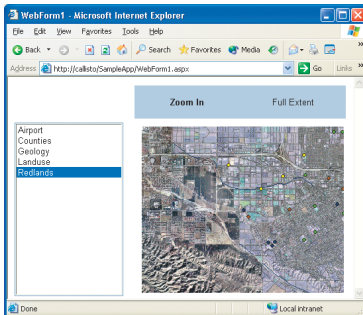 WebForm1 - Microsoft Internet Explorer
File Edit View Favorites Tools Help
Back Search Favorites Media »
Address http://callisto/SampleApp/WebForm1.aspx Go Links »
Zoom In Full Extent
Airport
Counties
Geology
Landuse
Redlands
Done Local intranet